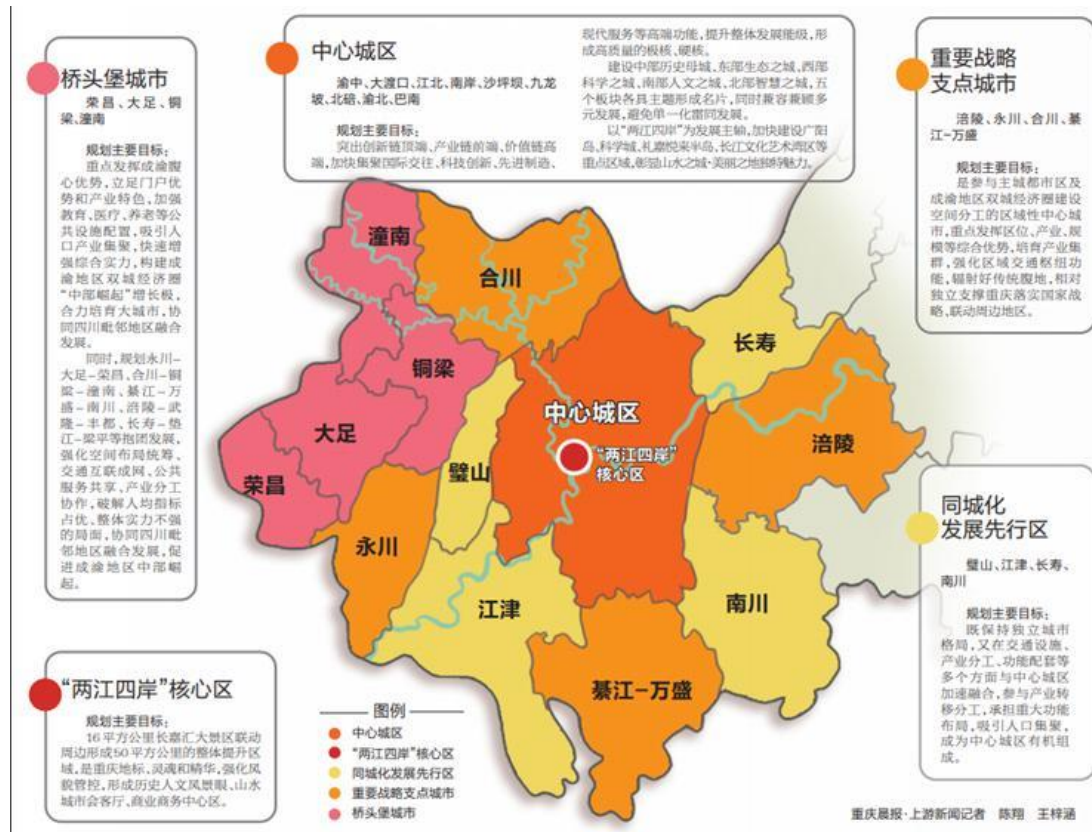 桥头堡城市
荣昌、大足、铜
梁、潼南
规划主要目标：
重点发挥成渝腹
心优势，立足门户优
势和产业特色，加强
教育、医疗、养老等公
共设施配置，吸引人
口产业集聚，快速增
强综合实力，构建成
渝地区双城经济圈
“中部崛起”增长极，
合力培育大城市，协
同四川毗邻地区融合
发展。
同时，规划永川-
大足-荣昌、合川-铜
梁-潼南、綦江-万
盛-南川、涪陵-武
隆-丰都、长寿-垫
江-梁平等抱团发展，
强化空间布局统筹、
交通互联成网、公共
服务共享、产业分工
协作，破解人均指标
占优、整体实力不强
的局面，协同四川毗
邻地区融合发展，促
进成渝地区中部崛
起。
中心城区
渝中、大渡口、江北、南岸、沙坪坝、九龙
坡、北碚、渝北、巴南
规划主要目标：
突出创新链顶端、产业链前端、价值链高
端，加快集聚国际交往、科技创新、先进制造、
现代服务等高端功能，提升整体发展能级，形
成高质量的极核、硬核。
建设中部历史母城、东部生态之城、西部
科学之城、南部人文之城、北部智慧之城，五
个板块各具主题形成名片，同时兼容兼顾多
元发展，避免单一化雷同发展。
以“两江四岸”为发展主轴，加快建设广阳
岛、科学城、礼嘉悦来半岛、长江文化艺术湾区等
重点区域，彰显山水之城·美丽之地独特魅力。
重要战略
支点城市
涪陵、永川、合川、綦
江-万盛
规划主要目标：
是参与主城都市区及
成渝地区双城经济圈建设
空间分工的区域性中心城
市，重点发挥区位、产业、规
模等综合优势，培育产业集
群，强化区域交通枢纽功
能，辐射好传统腹地，相对
独立支撑重庆落实国家战
略、联动周边地区。
潼南
合川
长寿
铜梁
中心城区
大足
“两江四岸”
核心区
涪陵
璧山
荣昌
永川
江津
南川
綦江-万盛
同城化
发展先行区
璧山、江津、长寿、
南川
规划主要目标：
既保持独立城市
格局，又在交通设施、
产业分工、功能配套等
多个方面与中心城区
加速融合，参与产业转
移分工，承担重大功能
布局，吸引人口集聚，
成为中心城区有机组
成。
“两江四岸”核心区
规划主要目标：
16平方公里长嘉汇大景区联动
周边形成50平方公里的整体提升区
域，是重庆地标、灵魂和精华，强化风
貌管控，形成历史人文风景眼、山水
城市会客厅、商业商务中心区。
图例
中心城区
“两江四岸”核心区
同城化发展先行区
重要战略支点城市
桥头堡城市
重庆晨报·上游新闻记者 陈翔 王梓涵